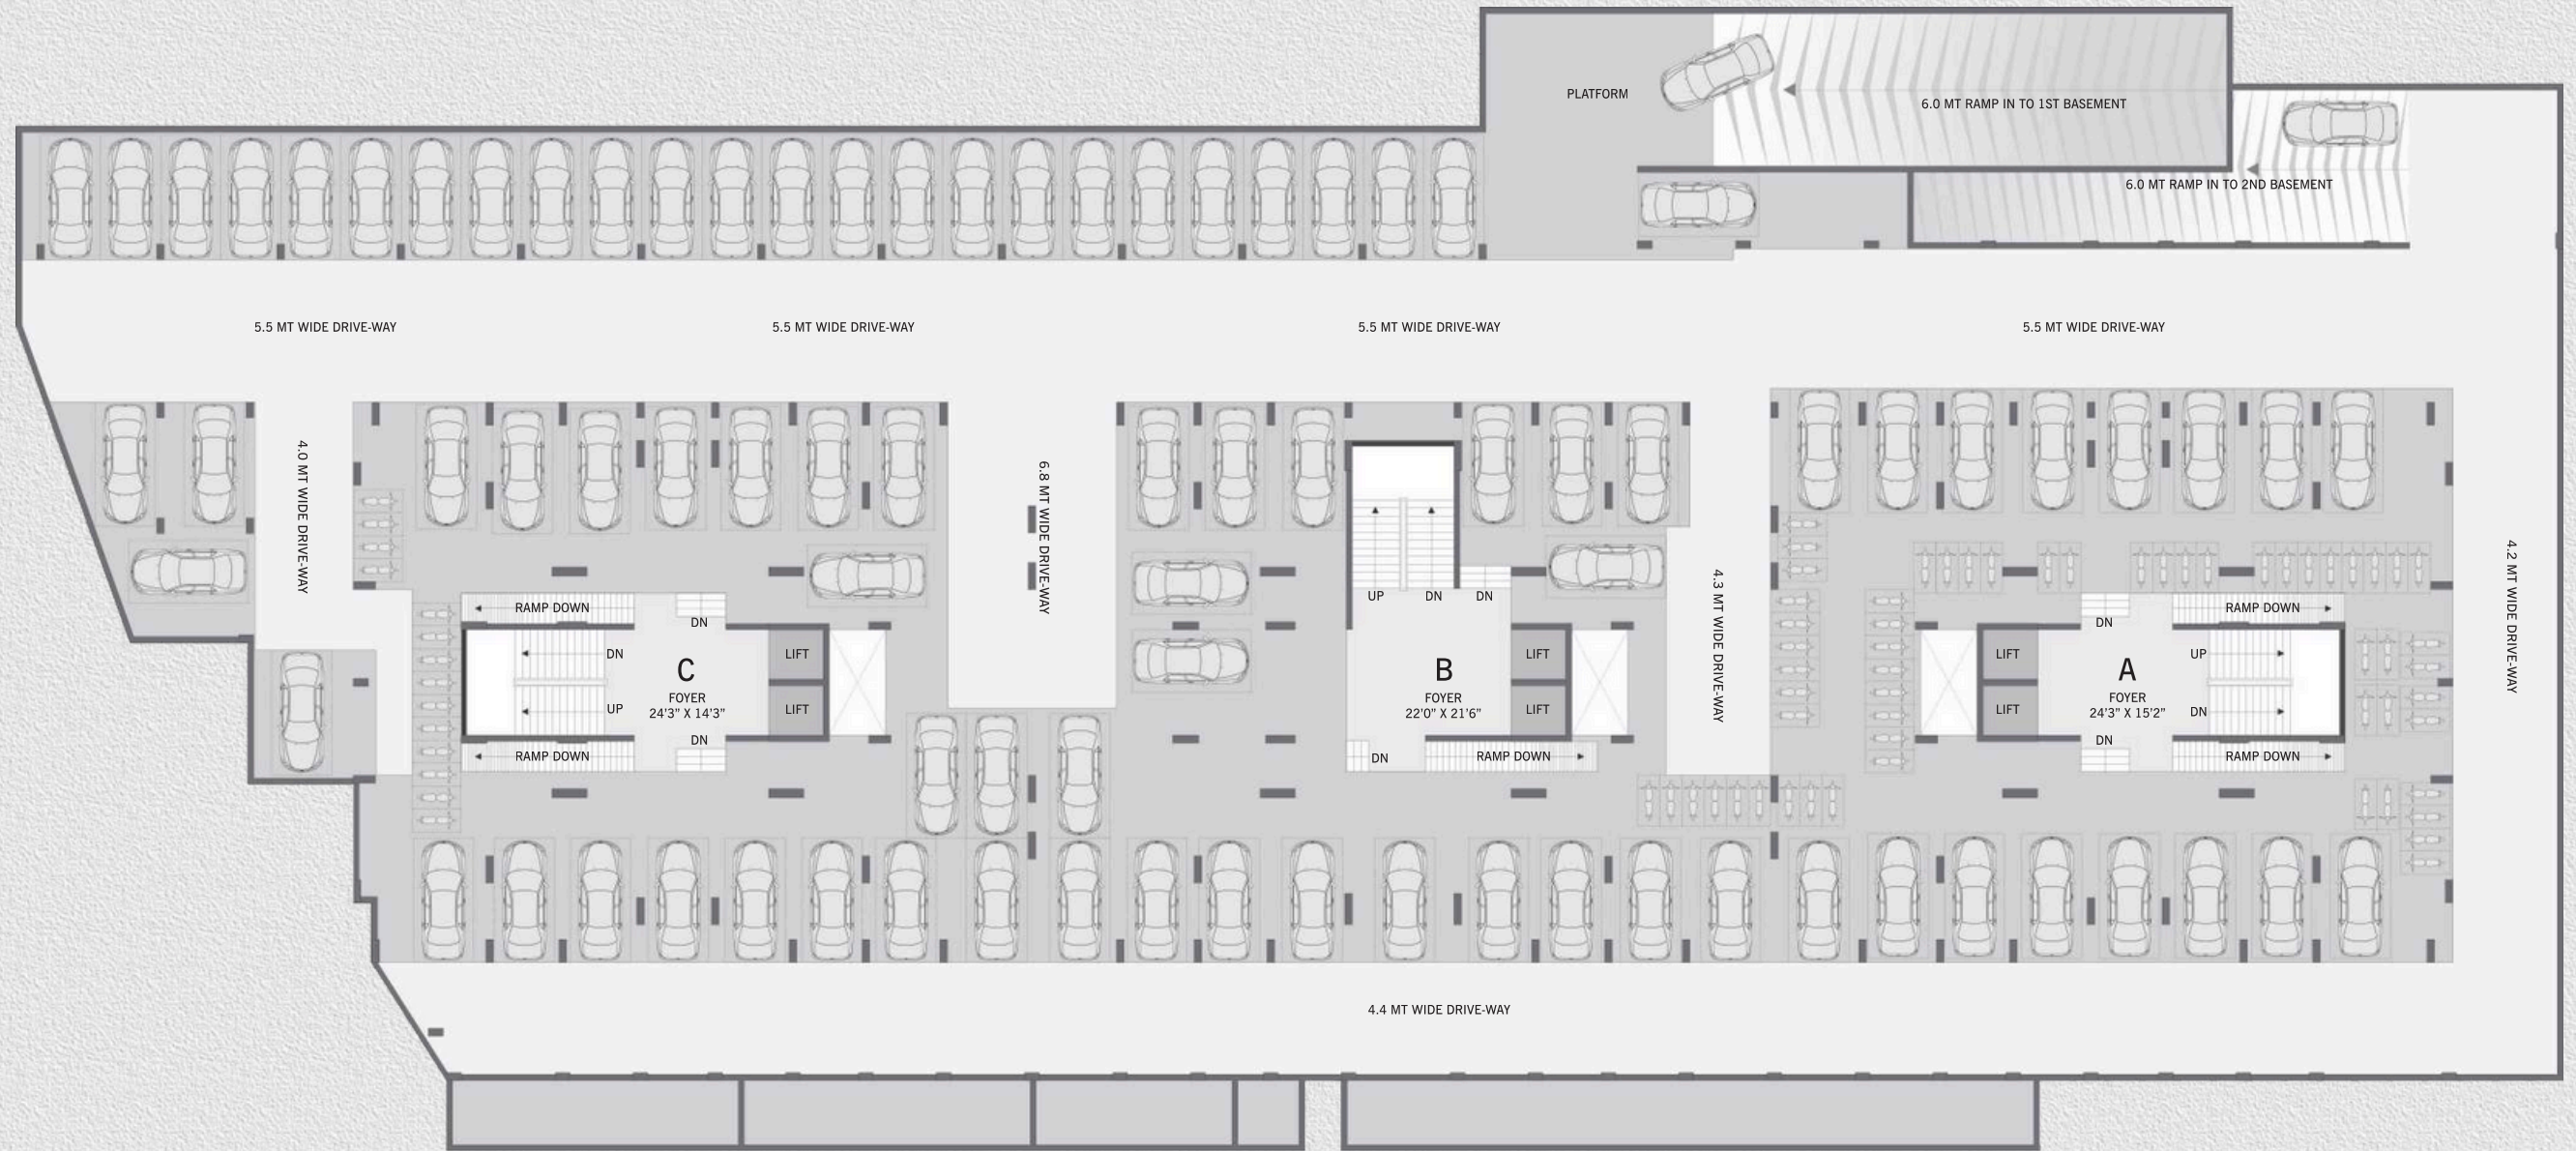 PLATFORM
6.0 MT RAMP IN TO 1ST BASEMENT
6.0 MT RAMP IN TO 2ND BASEMENT
5.5 MT WIDE DRIVE-WAY
5.5 MT WIDE DRIVE-WAY
5.5 MT WIDE DRIVE-WAY
5.5 MT WIDE DRIVE-WAY
4.0 MT WIDE DRIVE-WAY
6.8 MT WIDE DRIVE-WAY
4.3 MT WIDE DRIVE-WAY
4.2 MT WIDE DRIVE-WAY
RAMP DOWN
DN
DN
UP
C
FOYER
24'3" X 14'3"
LIFT
LIFT
DN
RAMP DOWN
UP
DN
DN
B
FOYER
22'0" X 21'6"
LIFT
LIFT
DN
RAMP DOWN
DN
RAMP DOWN
LIFT
LIFT
A
FOYER
24'3" X 15'2"
UP
DN
DN
RAMP DOWN
4.4 MT WIDE DRIVE-WAY